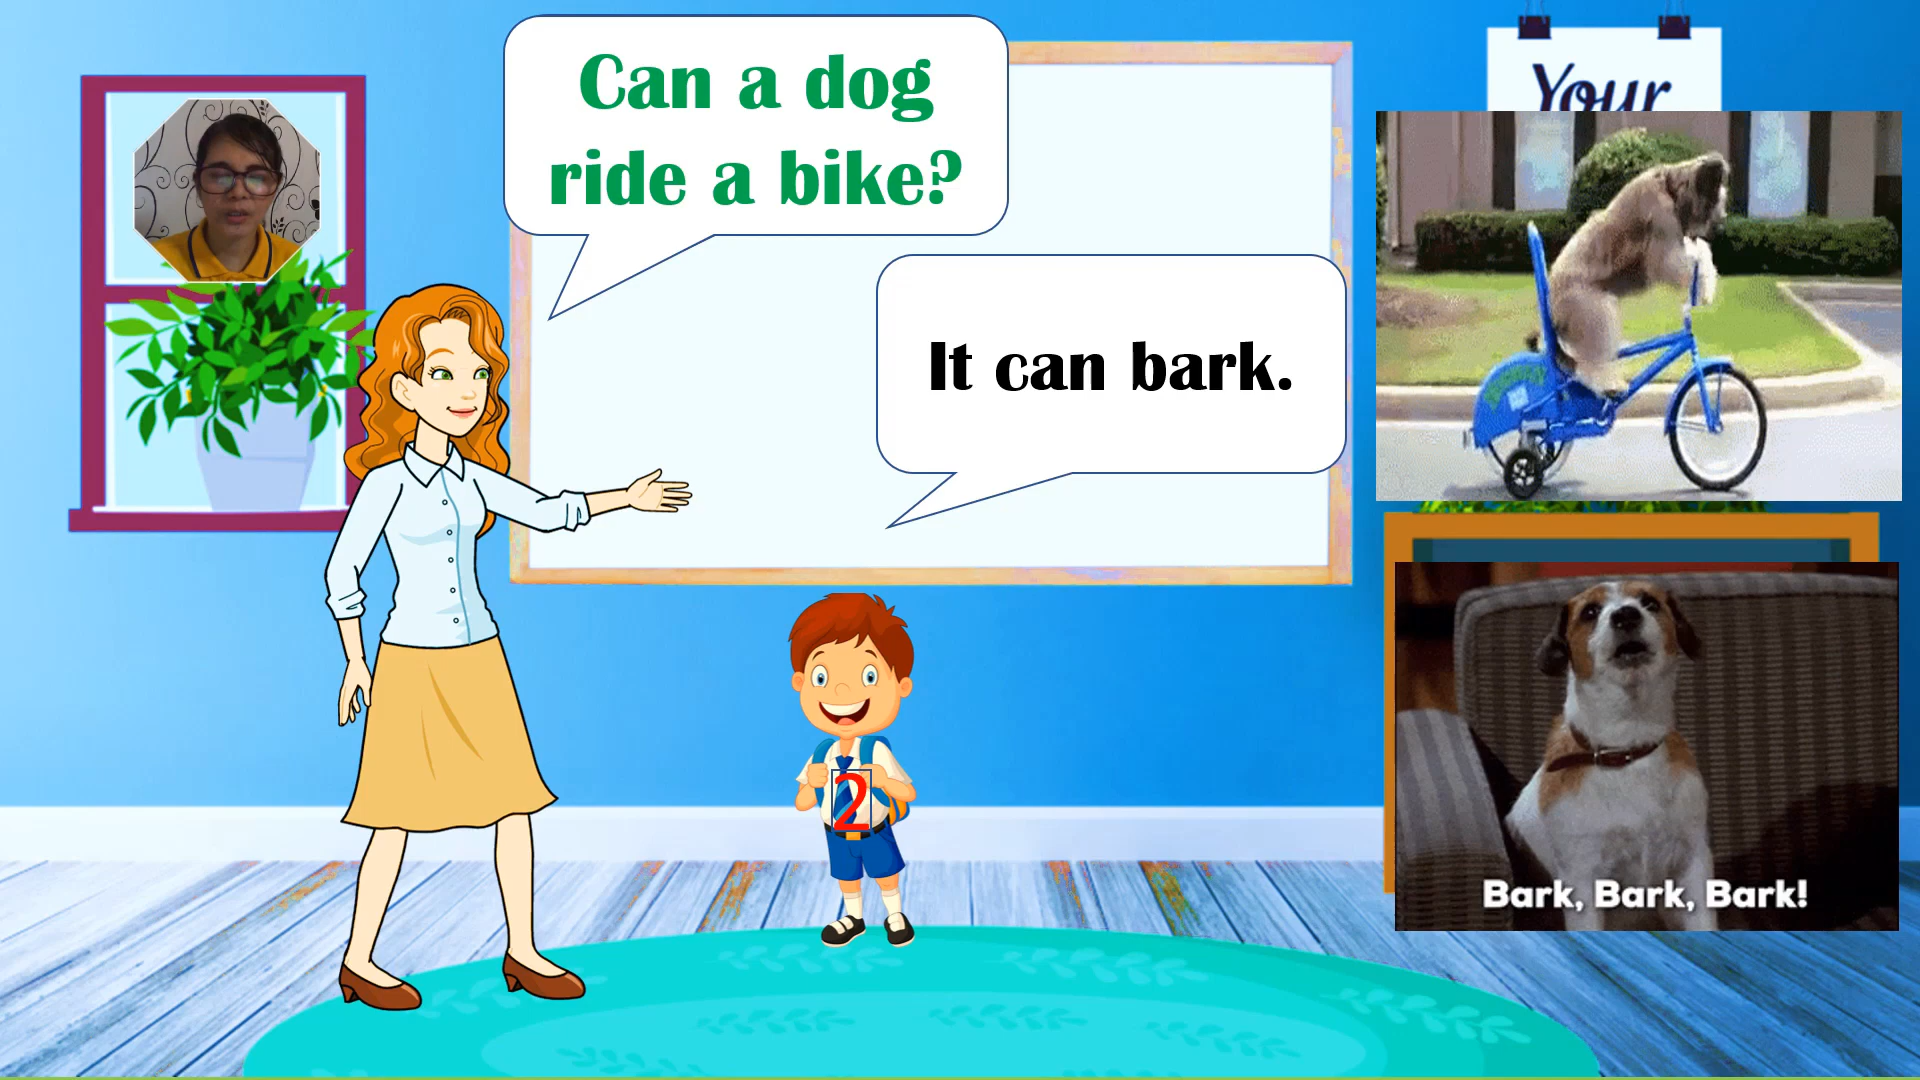 Can a dog
ride a bike?
Your
It can bark.
2
Bark, Bark, Bark!